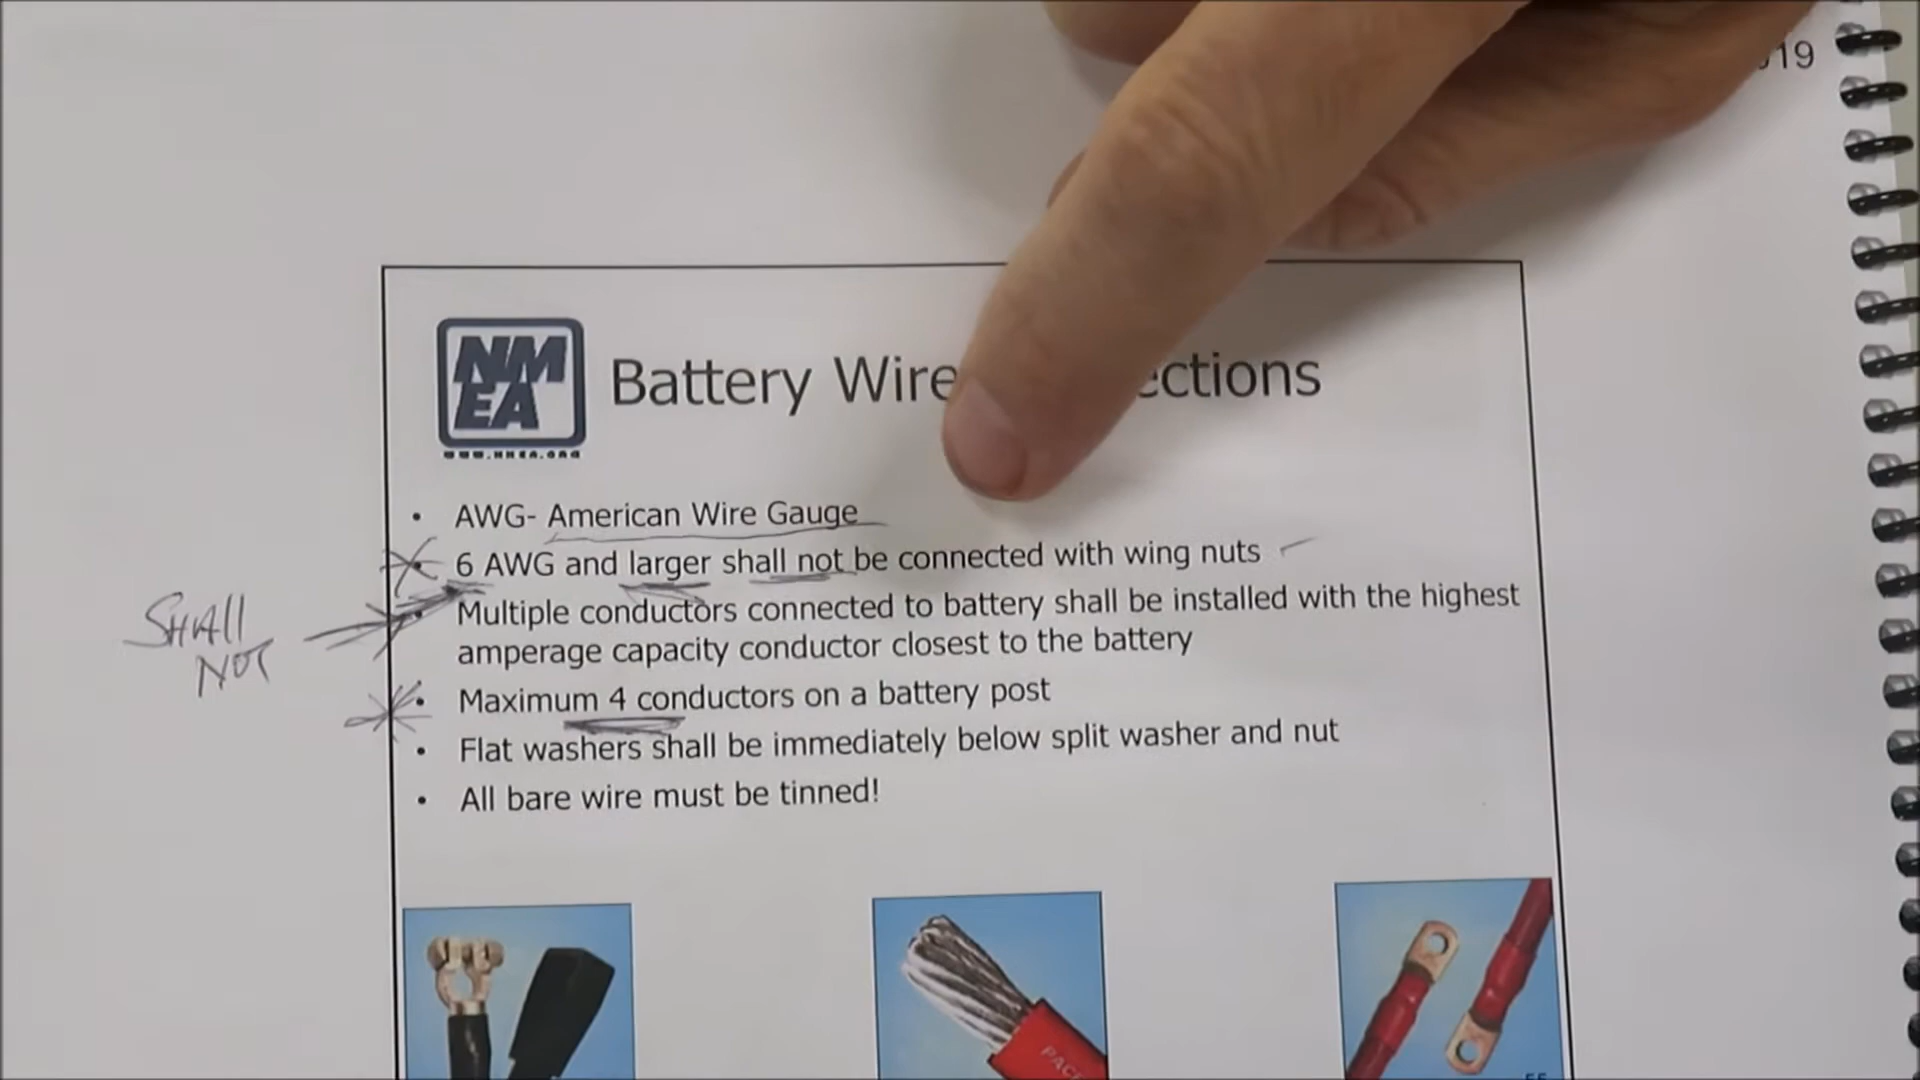 19
NM
EA
WWW.NMEA.ORG
Battery Wire ctions
• AWG- American Wire Gauge
• 6 AWG and larger shall not be connected with wing nuts
• Multiple conductors connected to battery shall be installed with the highest
amperage capacity conductor closest to the battery
SHAll
NOT
• Maximum 4 conductors on a battery post
• Flat washers shall be immediately below split washer and nut
• All bare wire must be tinned!